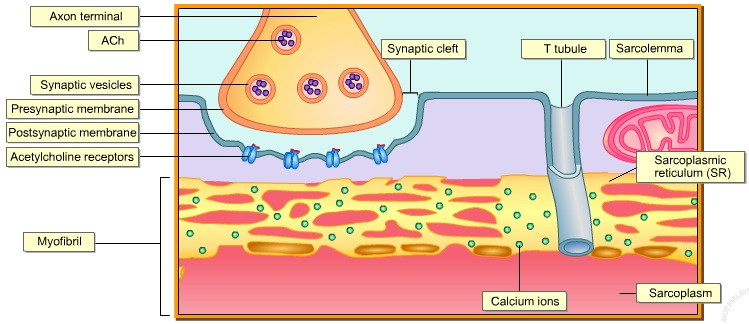 Axon terminal
ACh
Synaptic cleft
T tubule
Sarcolemma
Synaptic vesicles
Presynaptic membrane
Postsynaptic membrane
Acetylcholine receptors
Sarcoplasmic
reticulum (SR)
Myofibril
Calcium ions
Sarcoplasm